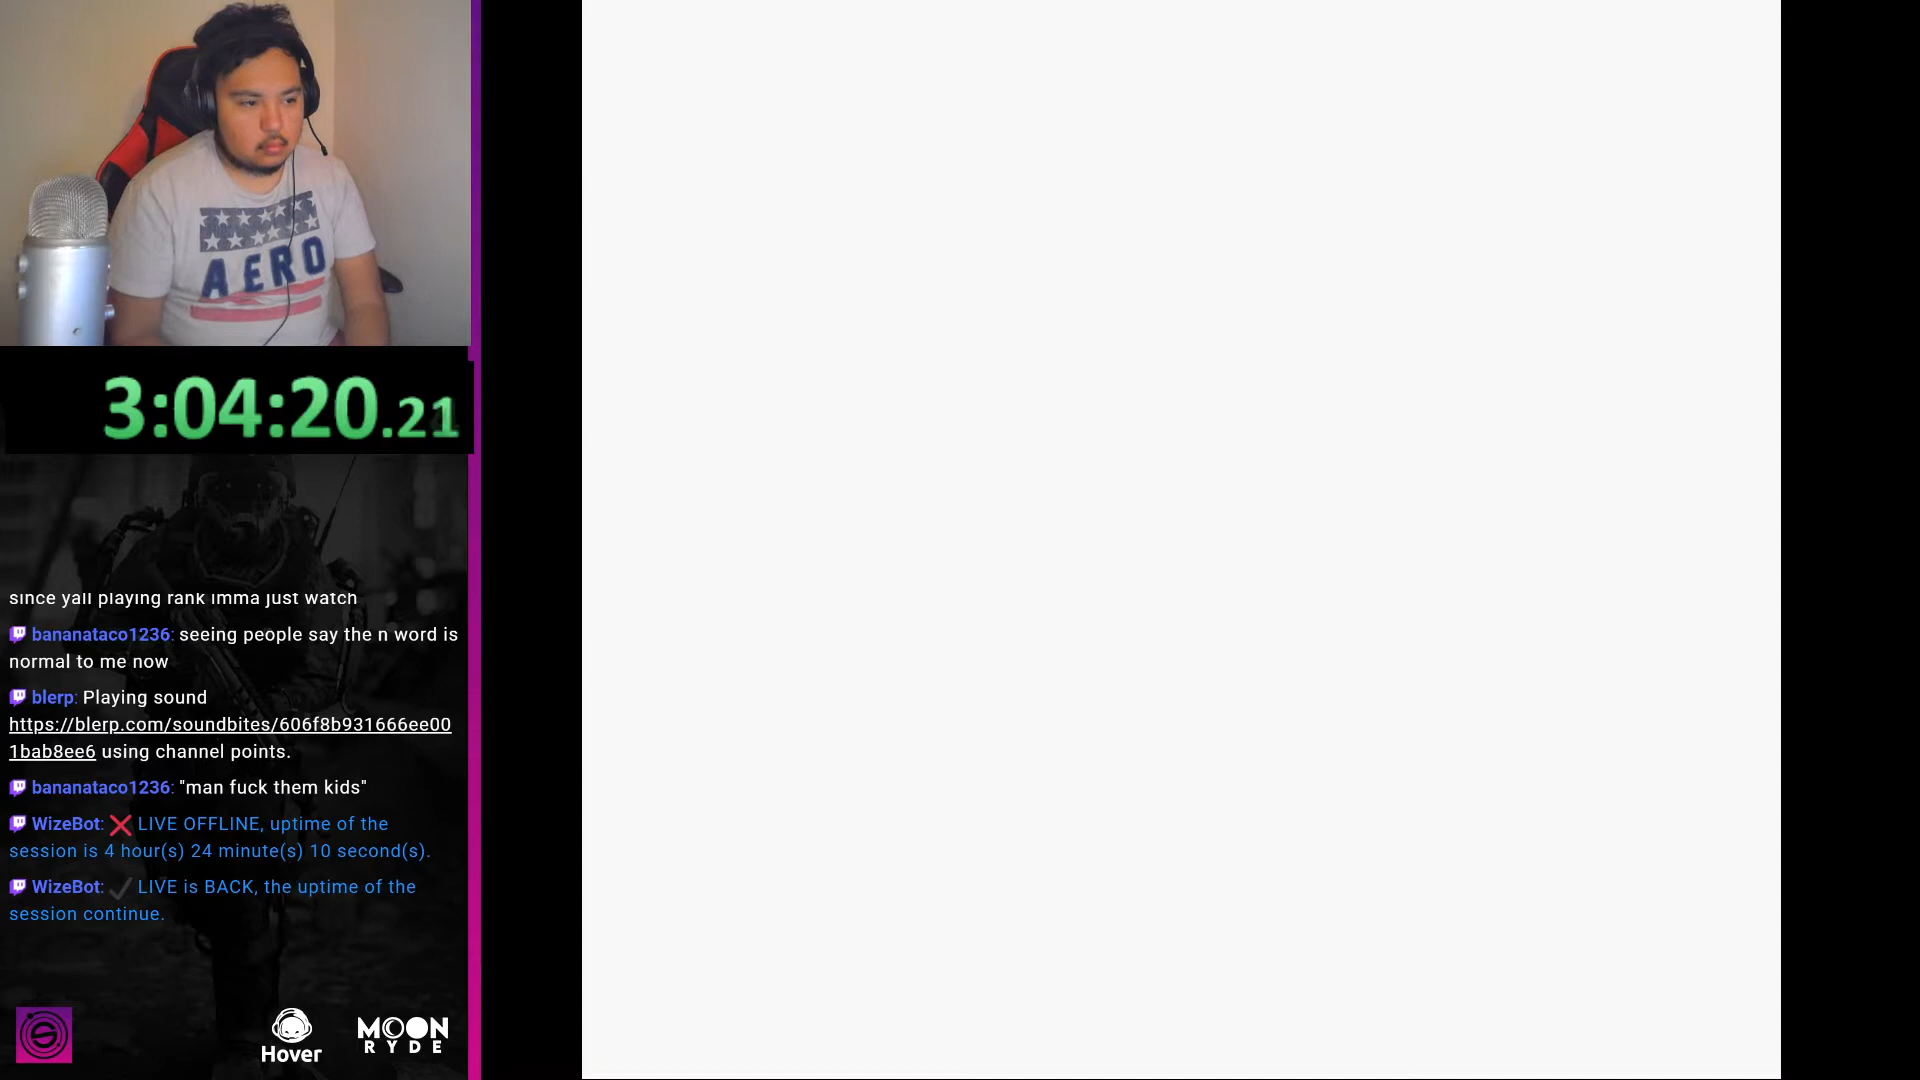 AERO
3:04:20.21
since yall playing rank imma just watch
bananataco1236: seeing people say the n word is
normal to me now
blerp: Playing sound
https://blerp.com/soundbites/606f8b931666ee00
1bab8ee6 using channel points.
bananataco1236: "man fuck them kids"
WizeBot: ❌ LIVE OFFLINE, uptime of the
session is 4 hour(s) 24 minute(s) 10 second(s).
WizeBot: ✔ LIVE is BACK, the uptime of the
session continue.
Hover
MOON
RYDE